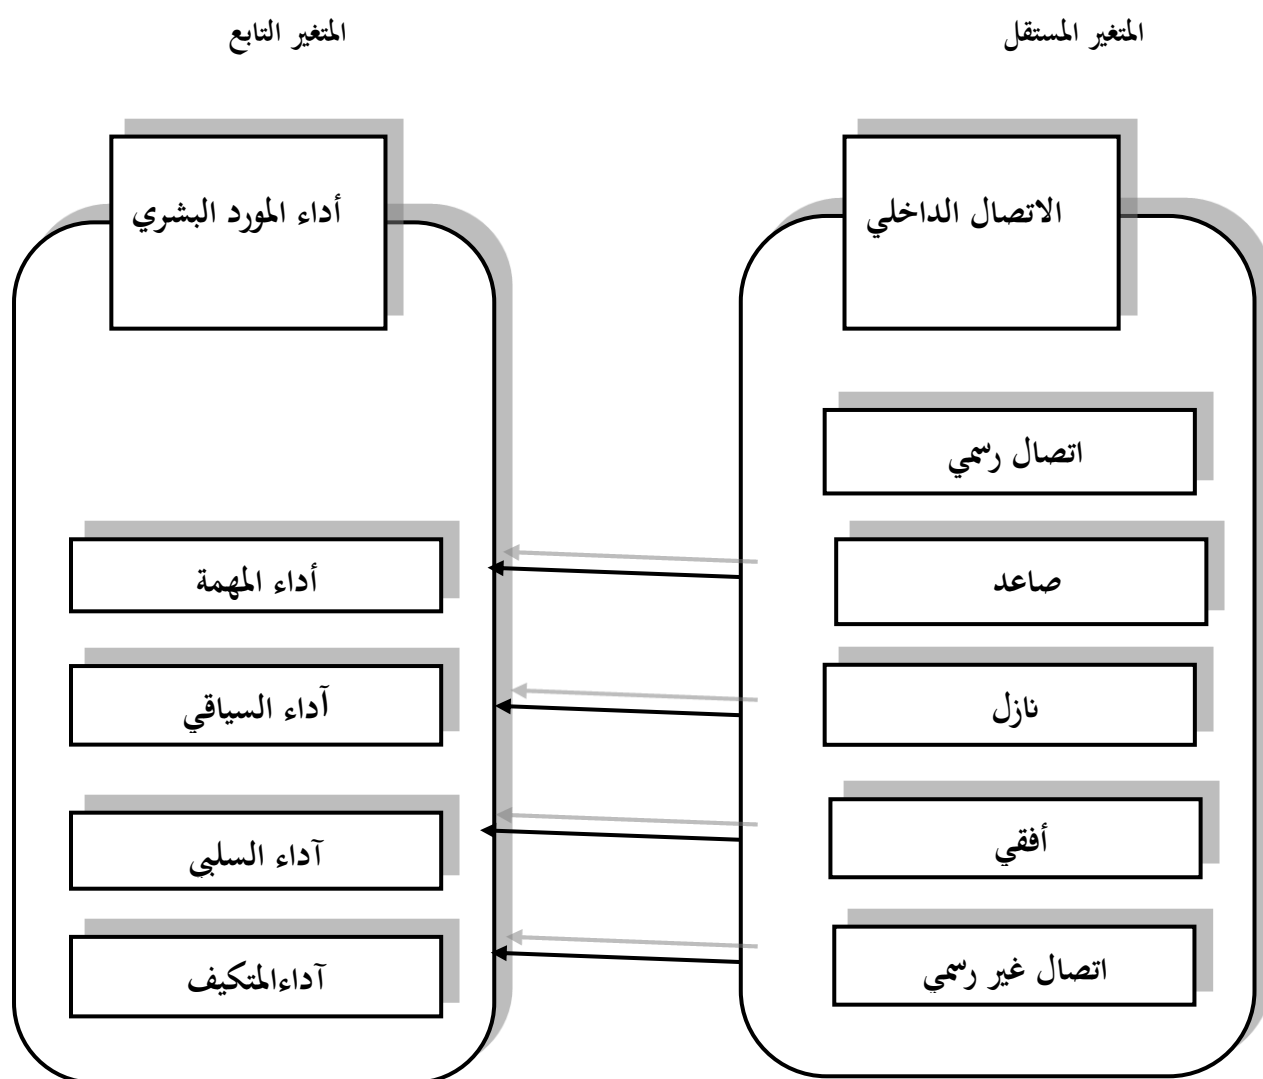 المتغير المستقل
المتغير التابع
الاتصال الداخلي
أداء المورد البشري
اتصال رسمي
صاعد
أداء المهمة
نازل
آداء السياقي
أفقي
آداء السلبي
اتصال غير رسمي
آداءالمتكيف